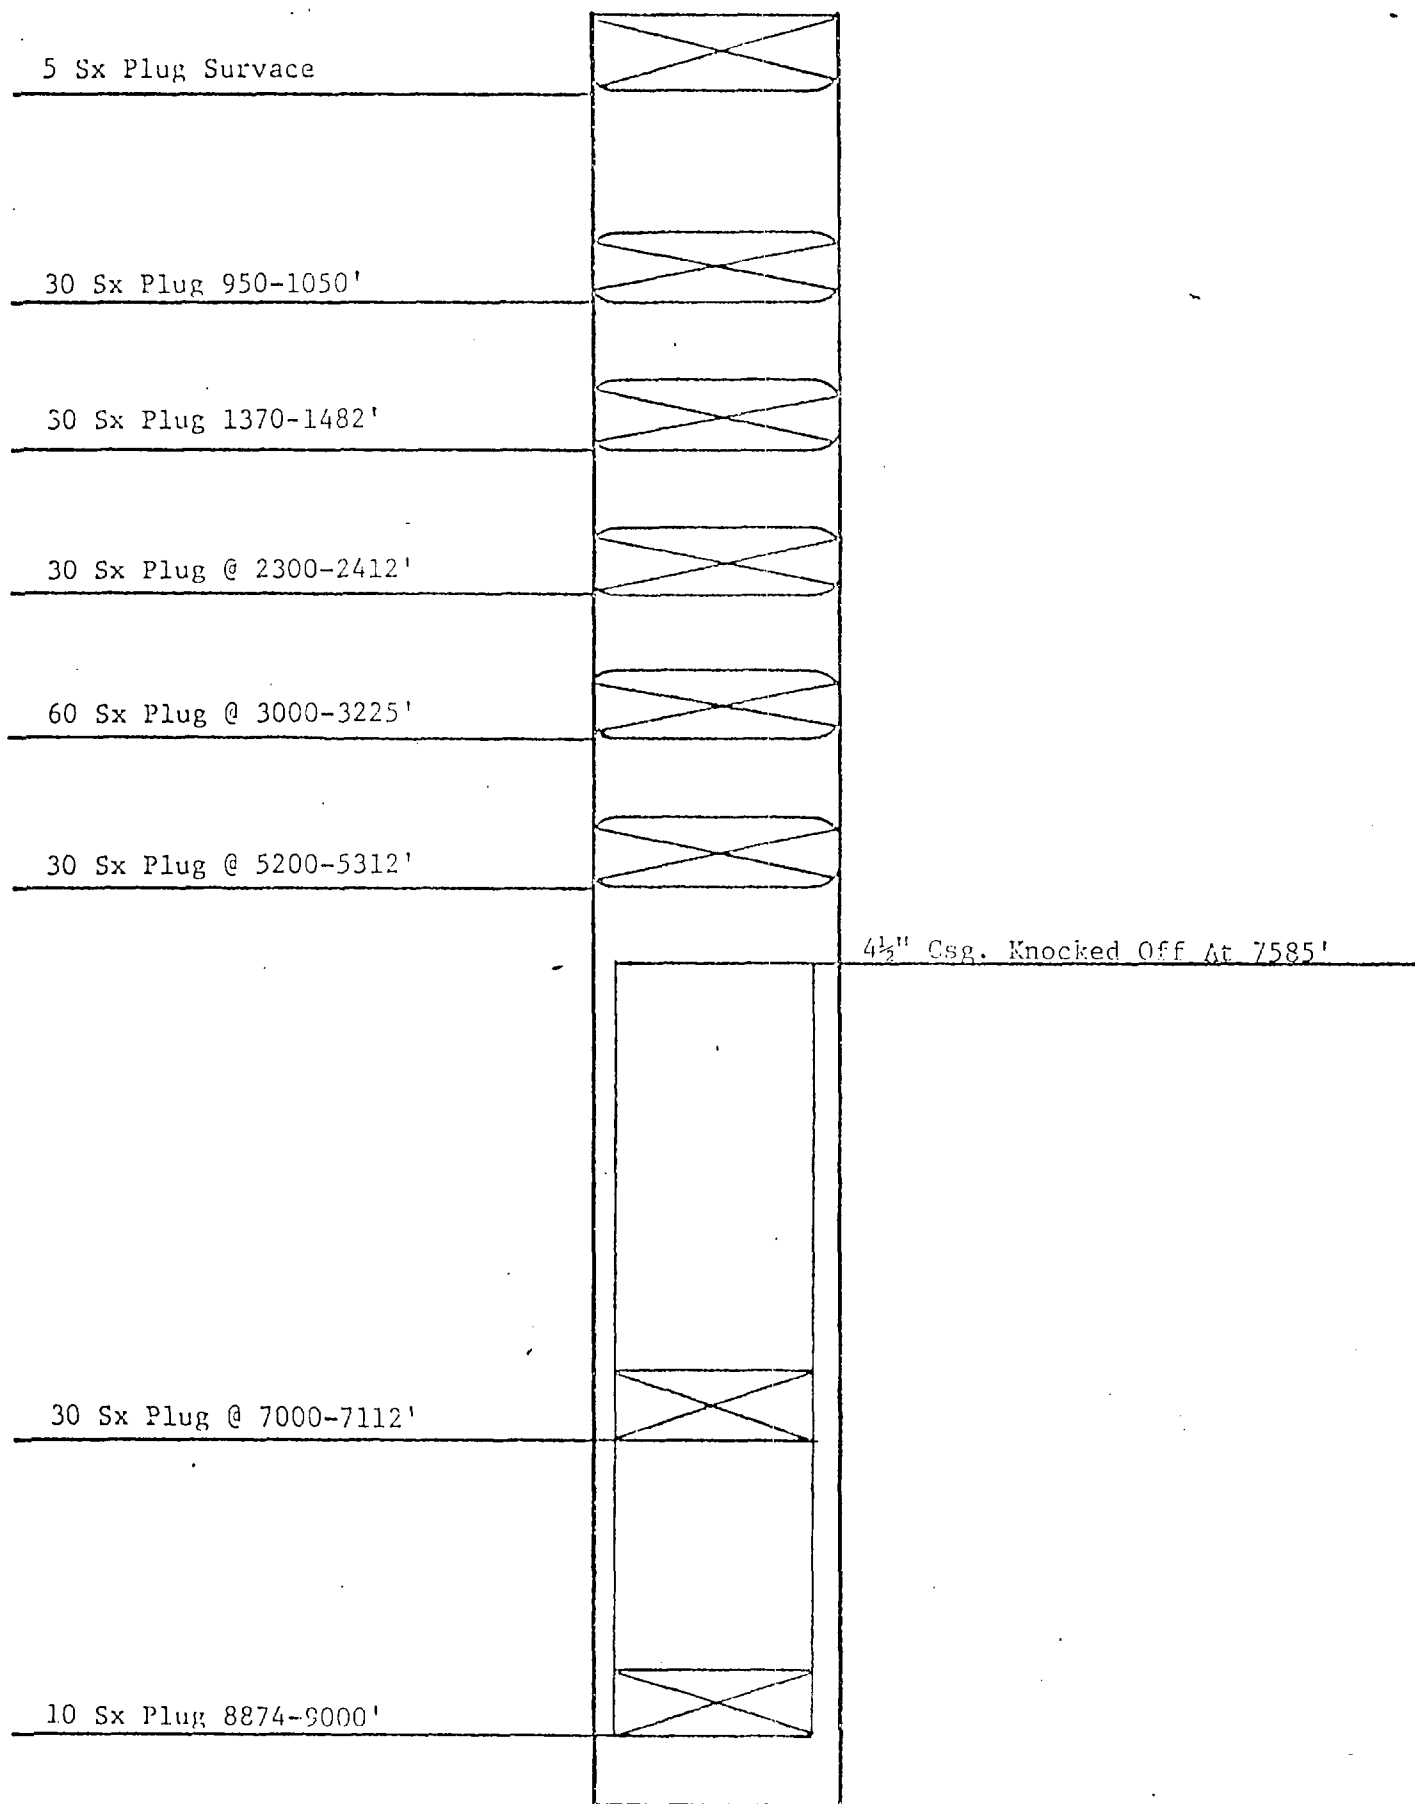 5 Sx Plug Survace
30 Sx Plug 950-1050'
30 Sx Plug 1370-1482'
30 Sx Plug @ 2300-2412'
60 Sx Plug @ 3000-3225'
30 Sx Plug @ 5200-5312'
4½" Csg. Knocked Off At 7585'
30 Sx Plug @ 7000-7112'
10 Sx Plug 8874-9000'